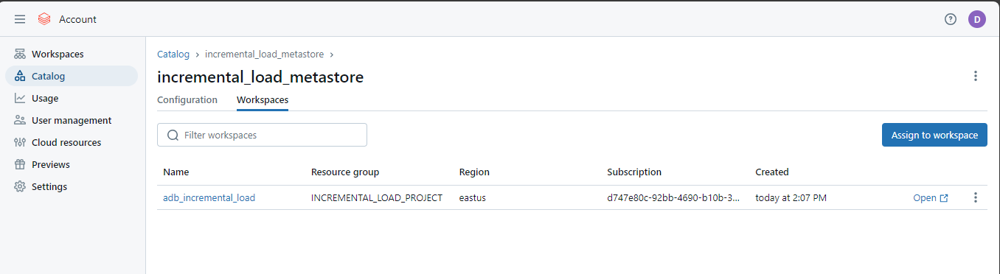 Account
D
Workspaces
Catalog
Usage
User management
Cloud resources
Previews
Settings
Catalog › incremental_load_metastore ›
incremental_load_metastore
Configuration Workspaces
Filter workspaces
Assign to workspace
Name Resource group Region Subscription Created
adb_incremental_load INCREMENTAL_LOAD_PROJECT eastus d747e80c-92bb-4690-b10b-3... today at 2:07 PM Open